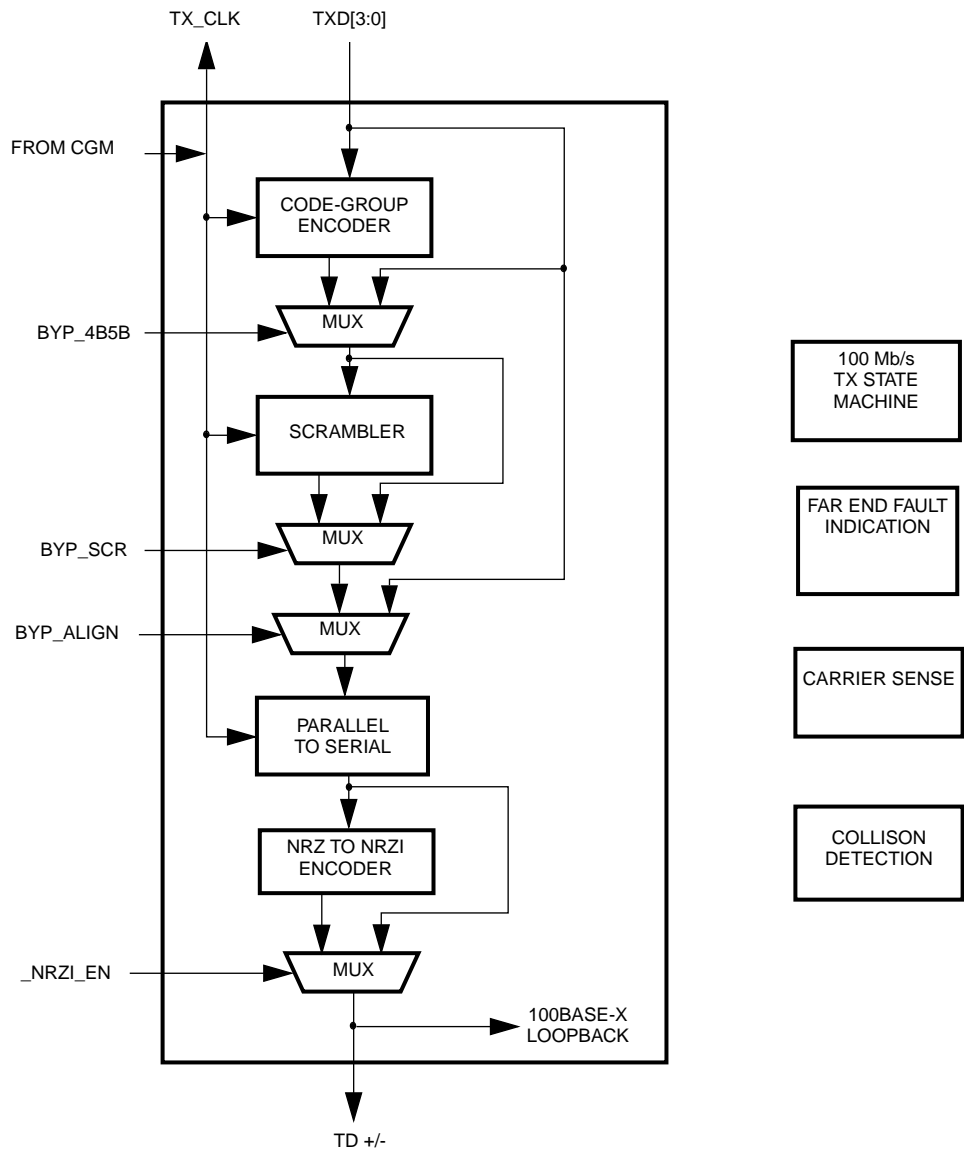 TX_CLK
TXD[3:0]
FROM CGM
CODE-GROUP
ENCODER
MUX
BYP_4B5B
100 Mb/s
TX STATE
MACHINE
SCRAMBLER
FAR END FAULT
INDICATION
MUX
BYP_SCR
MUX
BYP_ALIGN
CARRIER SENSE
PARALLEL
TO SERIAL
NRZ TO NRZI
ENCODER
COLLISON
DETECTION
MUX
_NRZI_EN
100BASE-X
LOOPBACK
TD +/-